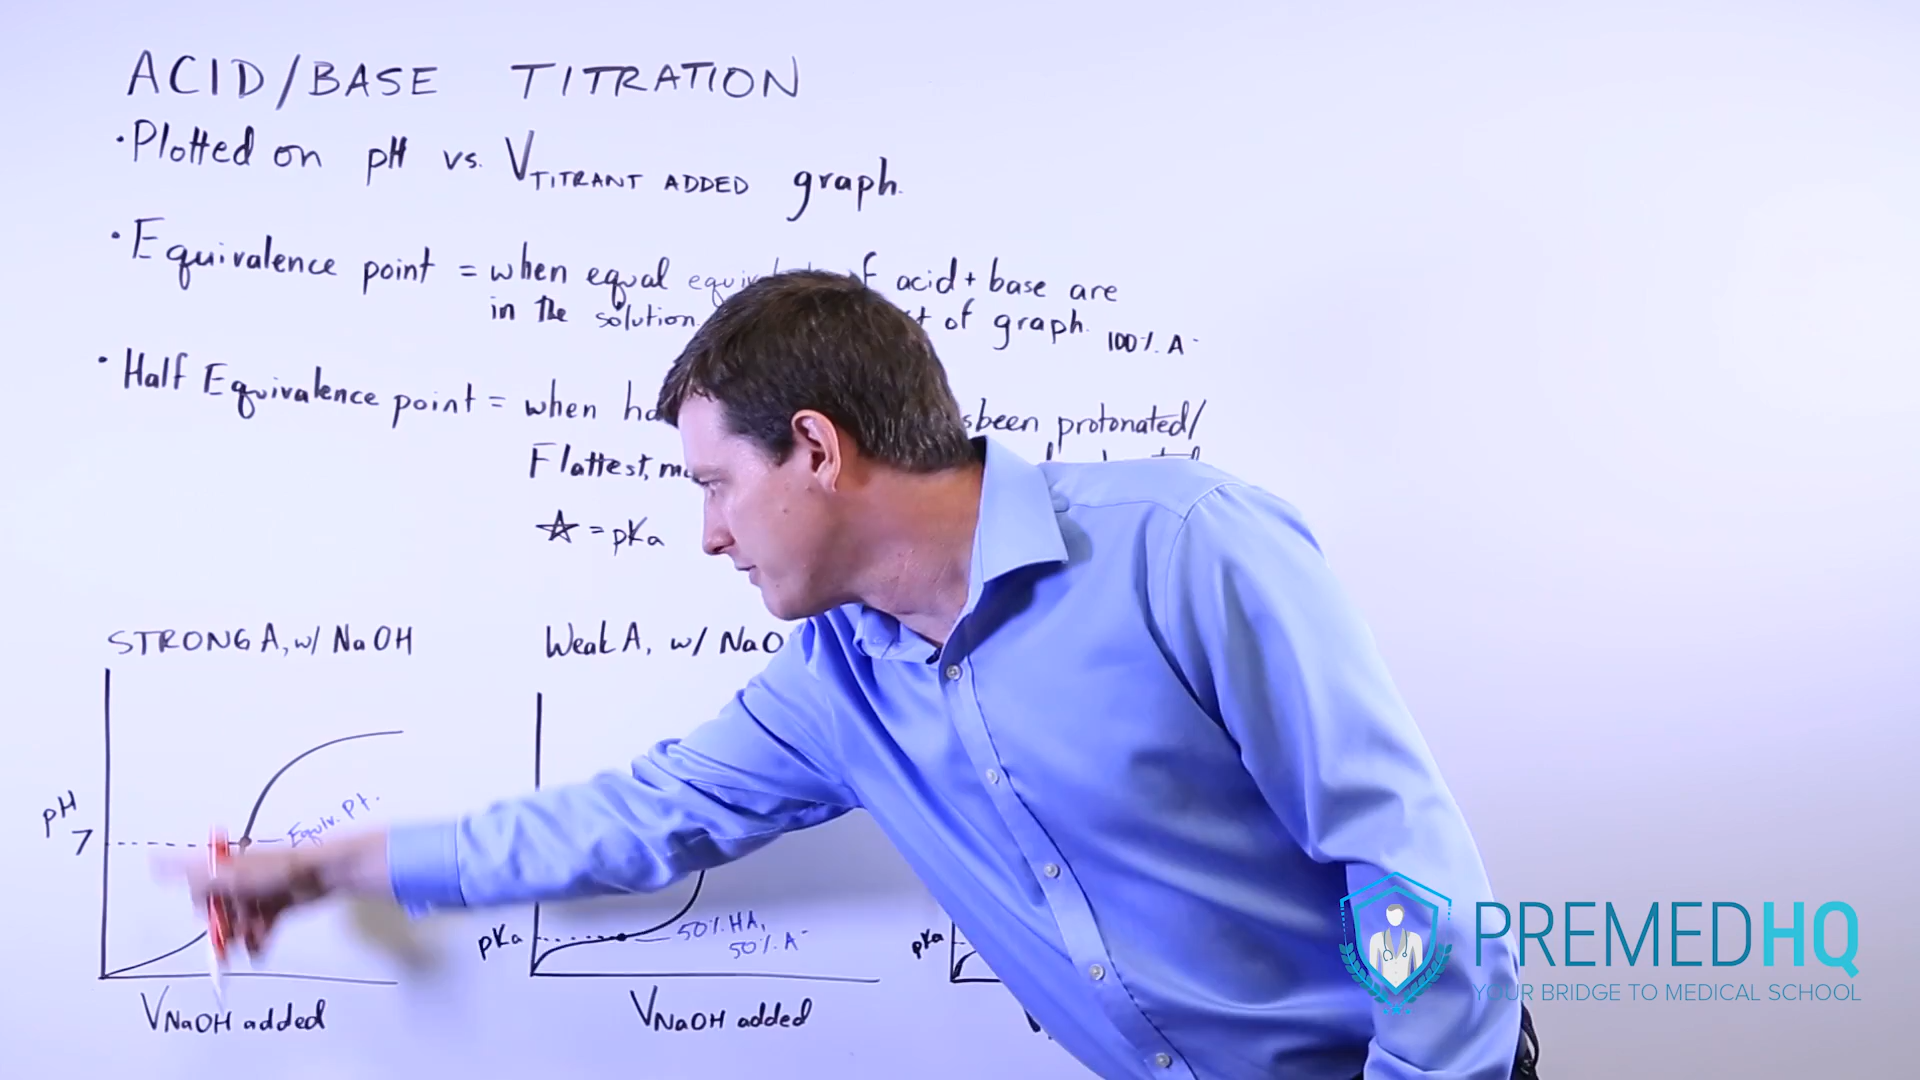 ACID/BASE TITRATION
• Plotted on pH vs. VTITRANT ADDED graph.
• Equivalence point = when equal acid + base are
in the solution. of graph. 100% A⁻
• Half Equivalence point = when been protonated/
Flattest,
☆ = pKa
STRONG A, w/ NaOH
pH
7
Equiv. pt.
VNaOH added
Weak A, w/ NaO
pKa
50% HA,
50% A⁻
VNaOH added
pKa
PREMEDHQ
YOUR BRIDGE TO MEDICAL SCHOOL